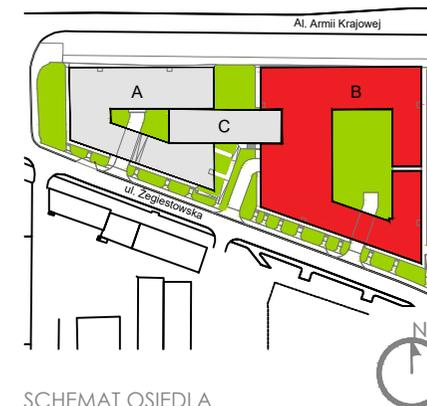 Al. Armii Krajowej
A
B
C
ul. Żegiestowska
N
SCHEMAT OSIEDLA